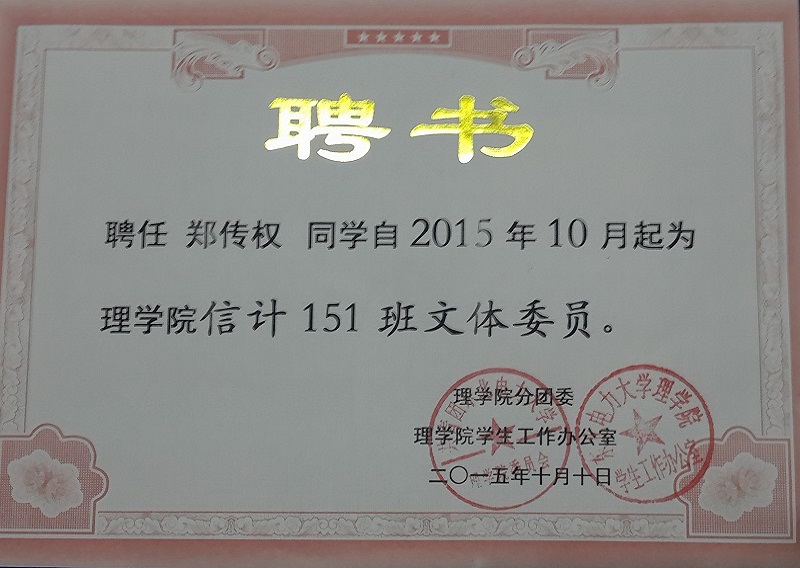 聘书
聘任 郑传权 同学自 2015 年 10 月起为
理学院信计 151 班文体委员。
理学院分团委
理学院学生工作办公室
二〇一五年十月十日
电力大学理学院
学生工作办公室